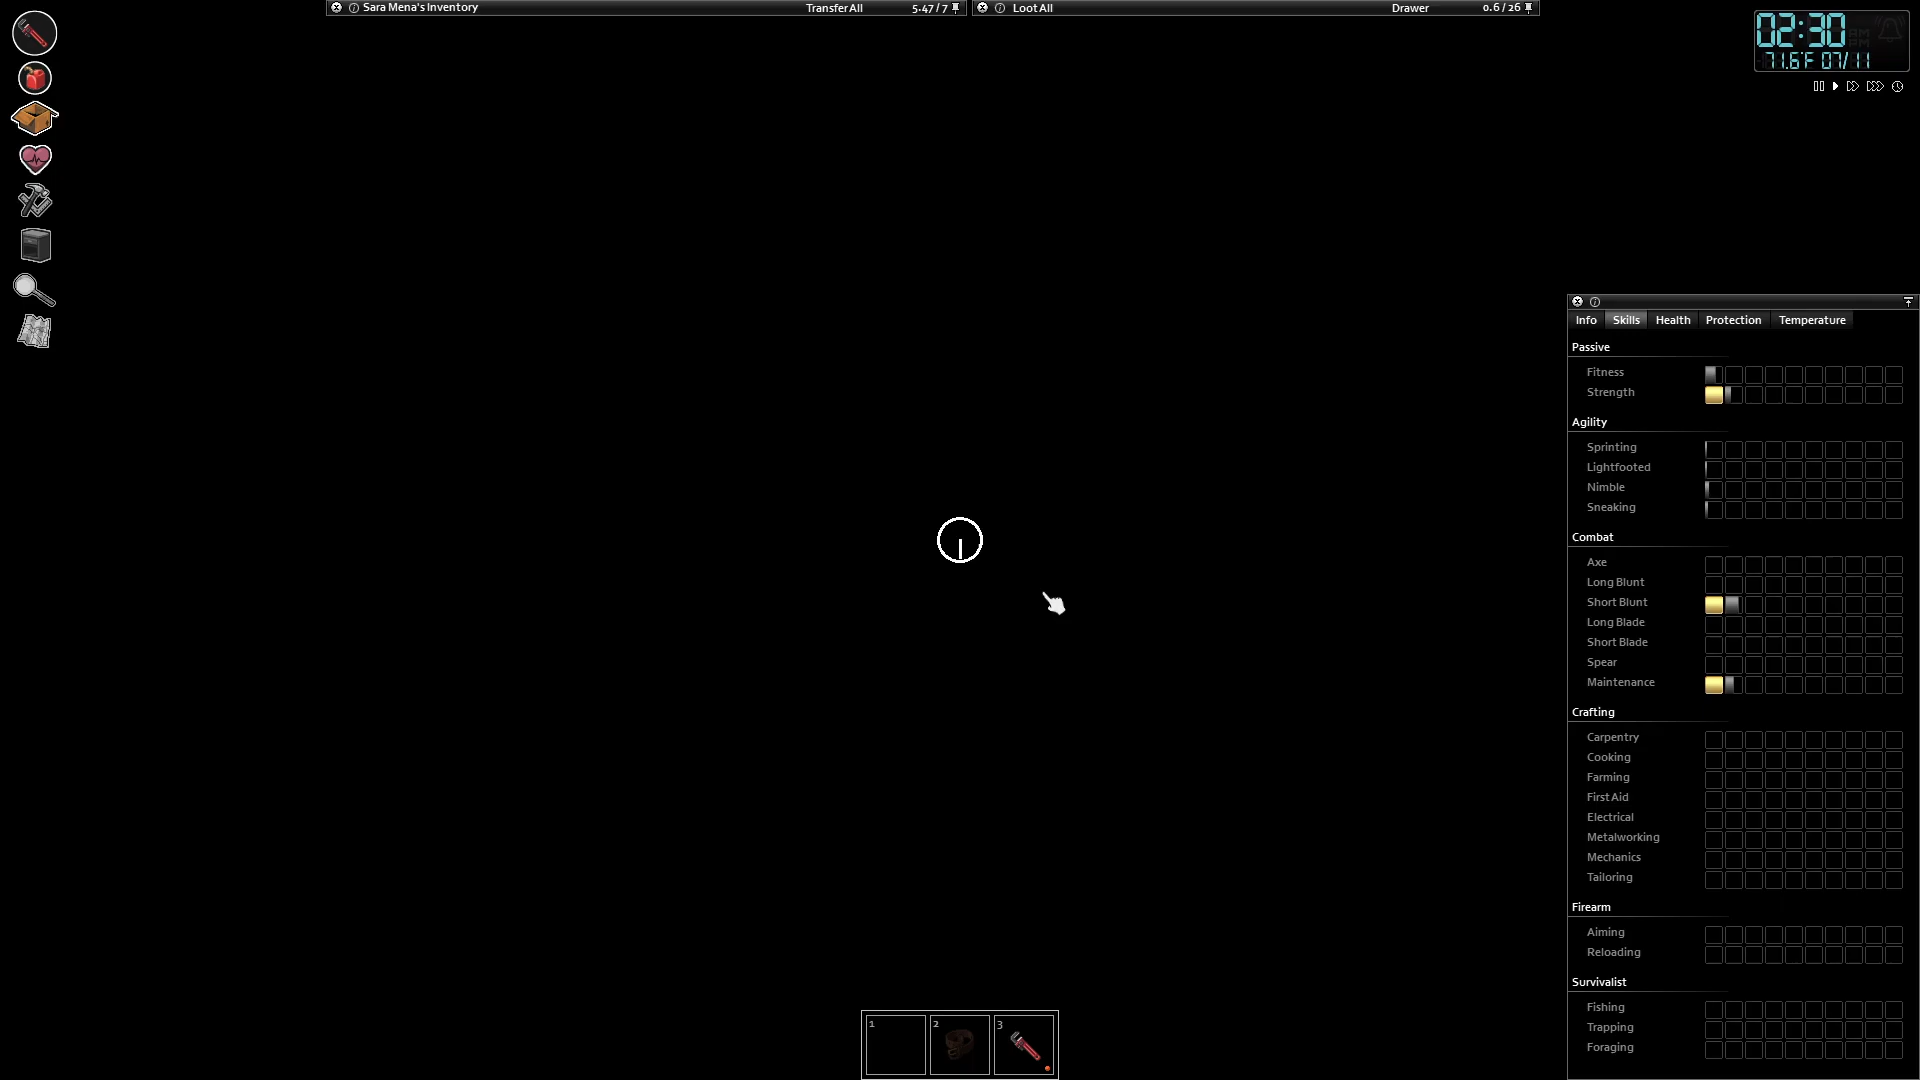 Sara Mena's Inventory Transfer All 5.47 / 7 Loot All Drawer 0.6 / 26
02:30 AM PM
71.6°F 07/11
Info Skills Health Protection Temperature
Passive
Fitness
Strength
Agility
Sprinting
Lightfooted
Nimble
Sneaking
Combat
Axe
Long Blunt
Short Blunt
Long Blade
Short Blade
Spear
Maintenance
Crafting
Carpentry
Cooking
Farming
First Aid
Electrical
Metalworking
Mechanics
Tailoring
Firearm
Aiming
Reloading
Survivalist
Fishing
Trapping
Foraging
1 2 3